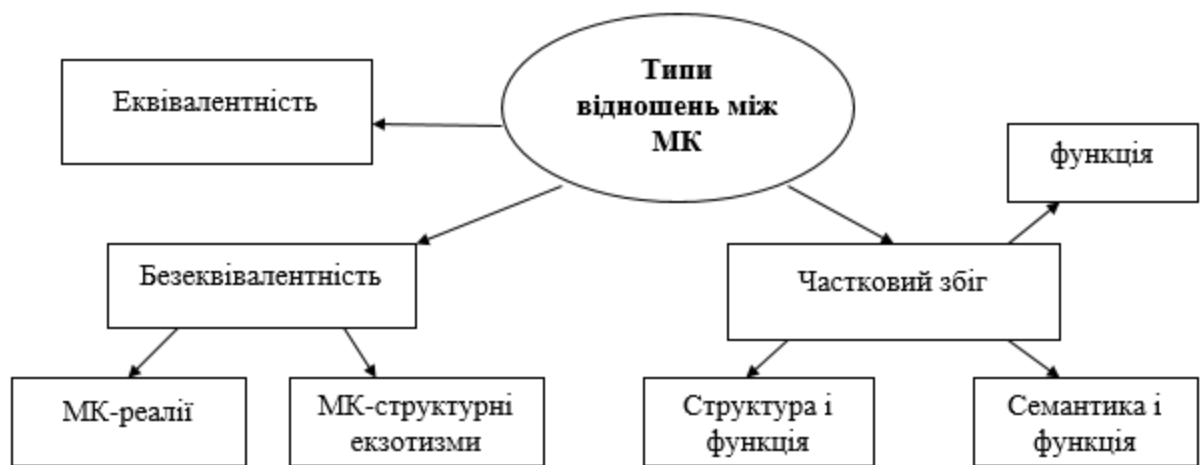 Типи
відношень між
МК
Еквівалентність
функція
Безеквівалентність
Частковий збіг
МК-реалії
МК-структурні
екзотизми
Структура і
функція
Семантика і
функція